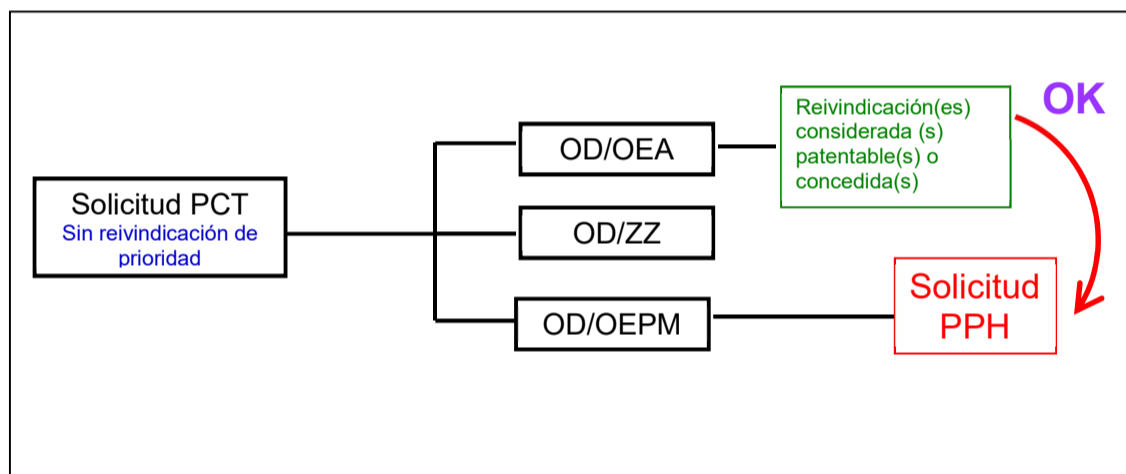 Solicitud PCT
Sin reivindicación de
prioridad
OD/OEA
OD/ZZ
OD/OEPM
Reivindicación(es)
considerada (s)
patentable(s) o
concedida(s)
OK
Solicitud
PPH